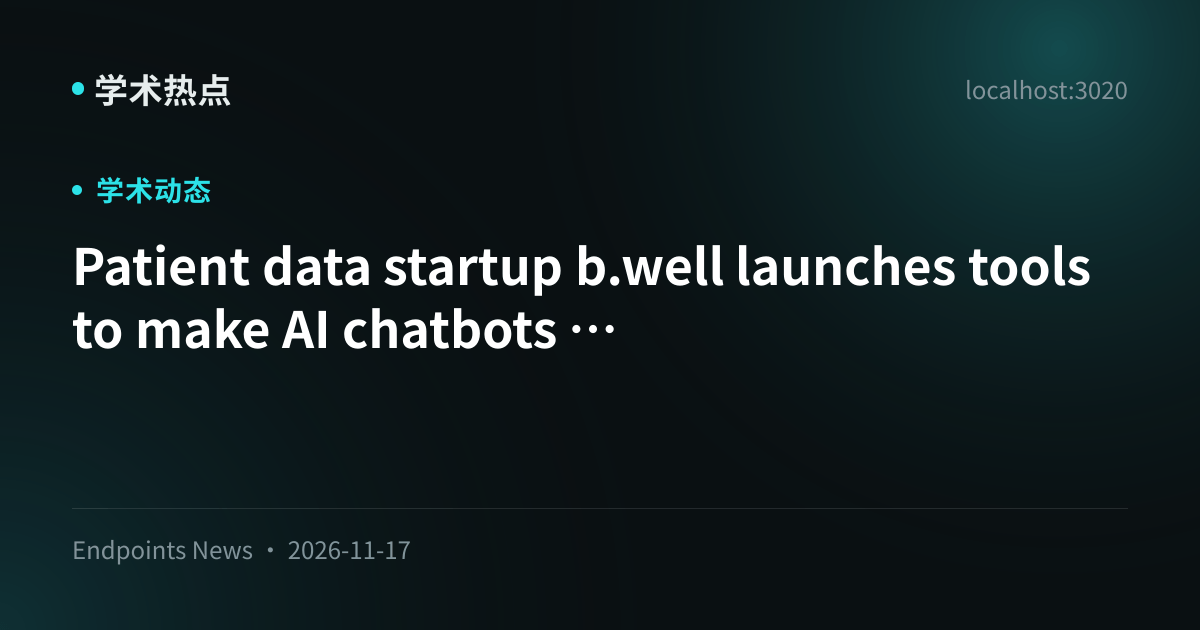 学术热点
localhost:3020
学术动态
Patient data startup b.well launches tools
to make AI chatbots …
Endpoints News · 2026-11-17